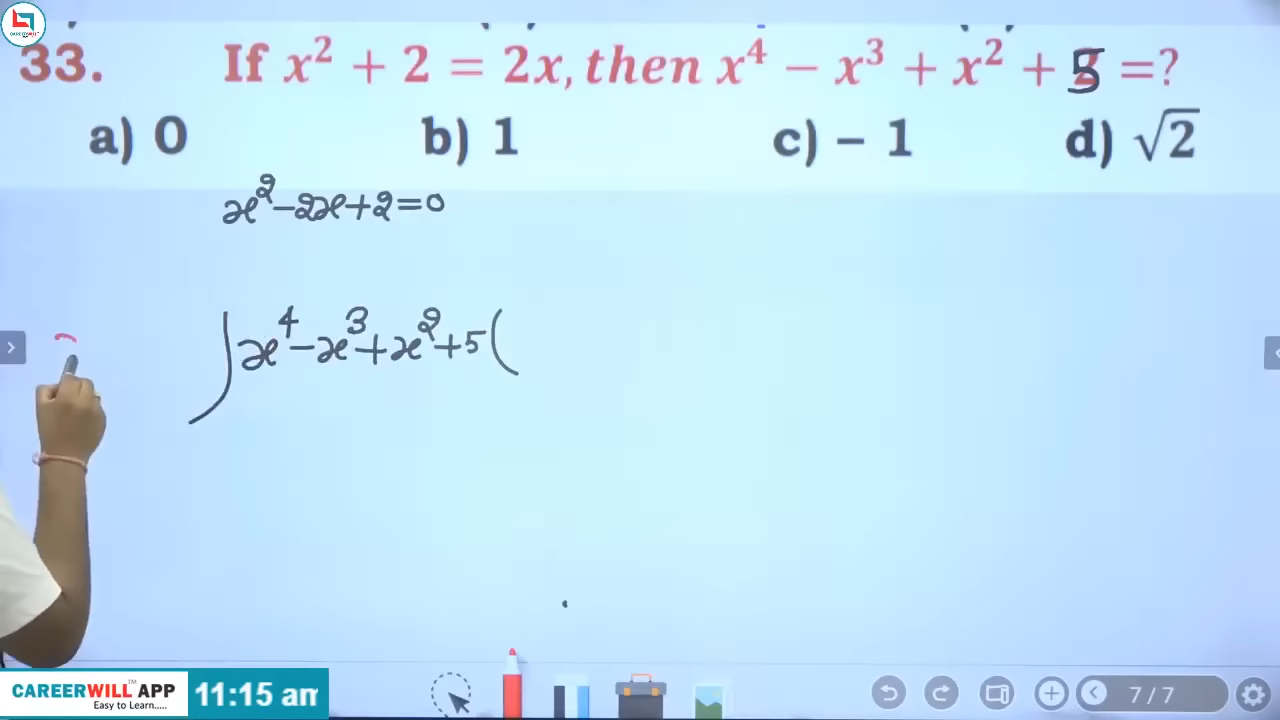 CAREERWILL
33. If x² + 2 = 2x, then x⁴ − x³ + x² + 5 =?
a) 0 b) 1 c) − 1 d) √2
x² − 2x + 2 = 0
x⁴ − x³ + x² + 5 (
CAREERWILL™ APP
Easy to Learn.....
11:15 am
7 / 7